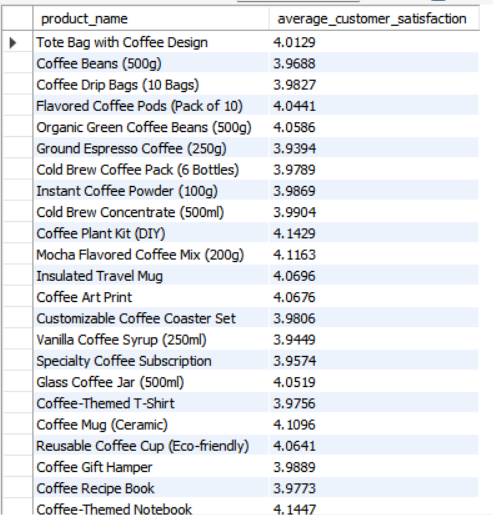 product_name average_customer_satisfaction
Tote Bag with Coffee Design 4.0129
Coffee Beans (500g) 3.9688
Coffee Drip Bags (10 Bags) 3.9827
Flavored Coffee Pods (Pack of 10) 4.0441
Organic Green Coffee Beans (500g) 4.0586
Ground Espresso Coffee (250g) 3.9394
Cold Brew Coffee Pack (6 Bottles) 3.9789
Instant Coffee Powder (100g) 3.9869
Cold Brew Concentrate (500ml) 3.9904
Coffee Plant Kit (DIY) 4.1429
Mocha Flavored Coffee Mix (200g) 4.1163
Insulated Travel Mug 4.0696
Coffee Art Print 4.0676
Customizable Coffee Coaster Set 3.9806
Vanilla Coffee Syrup (250ml) 3.9449
Specialty Coffee Subscription 3.9574
Glass Coffee Jar (500ml) 4.0519
Coffee-Themed T-Shirt 3.9756
Coffee Mug (Ceramic) 4.1096
Reusable Coffee Cup (Eco-friendly) 4.0641
Coffee Gift Hamper 3.9889
Coffee Recipe Book 3.9773
Coffee-Themed Notebook 4.1447